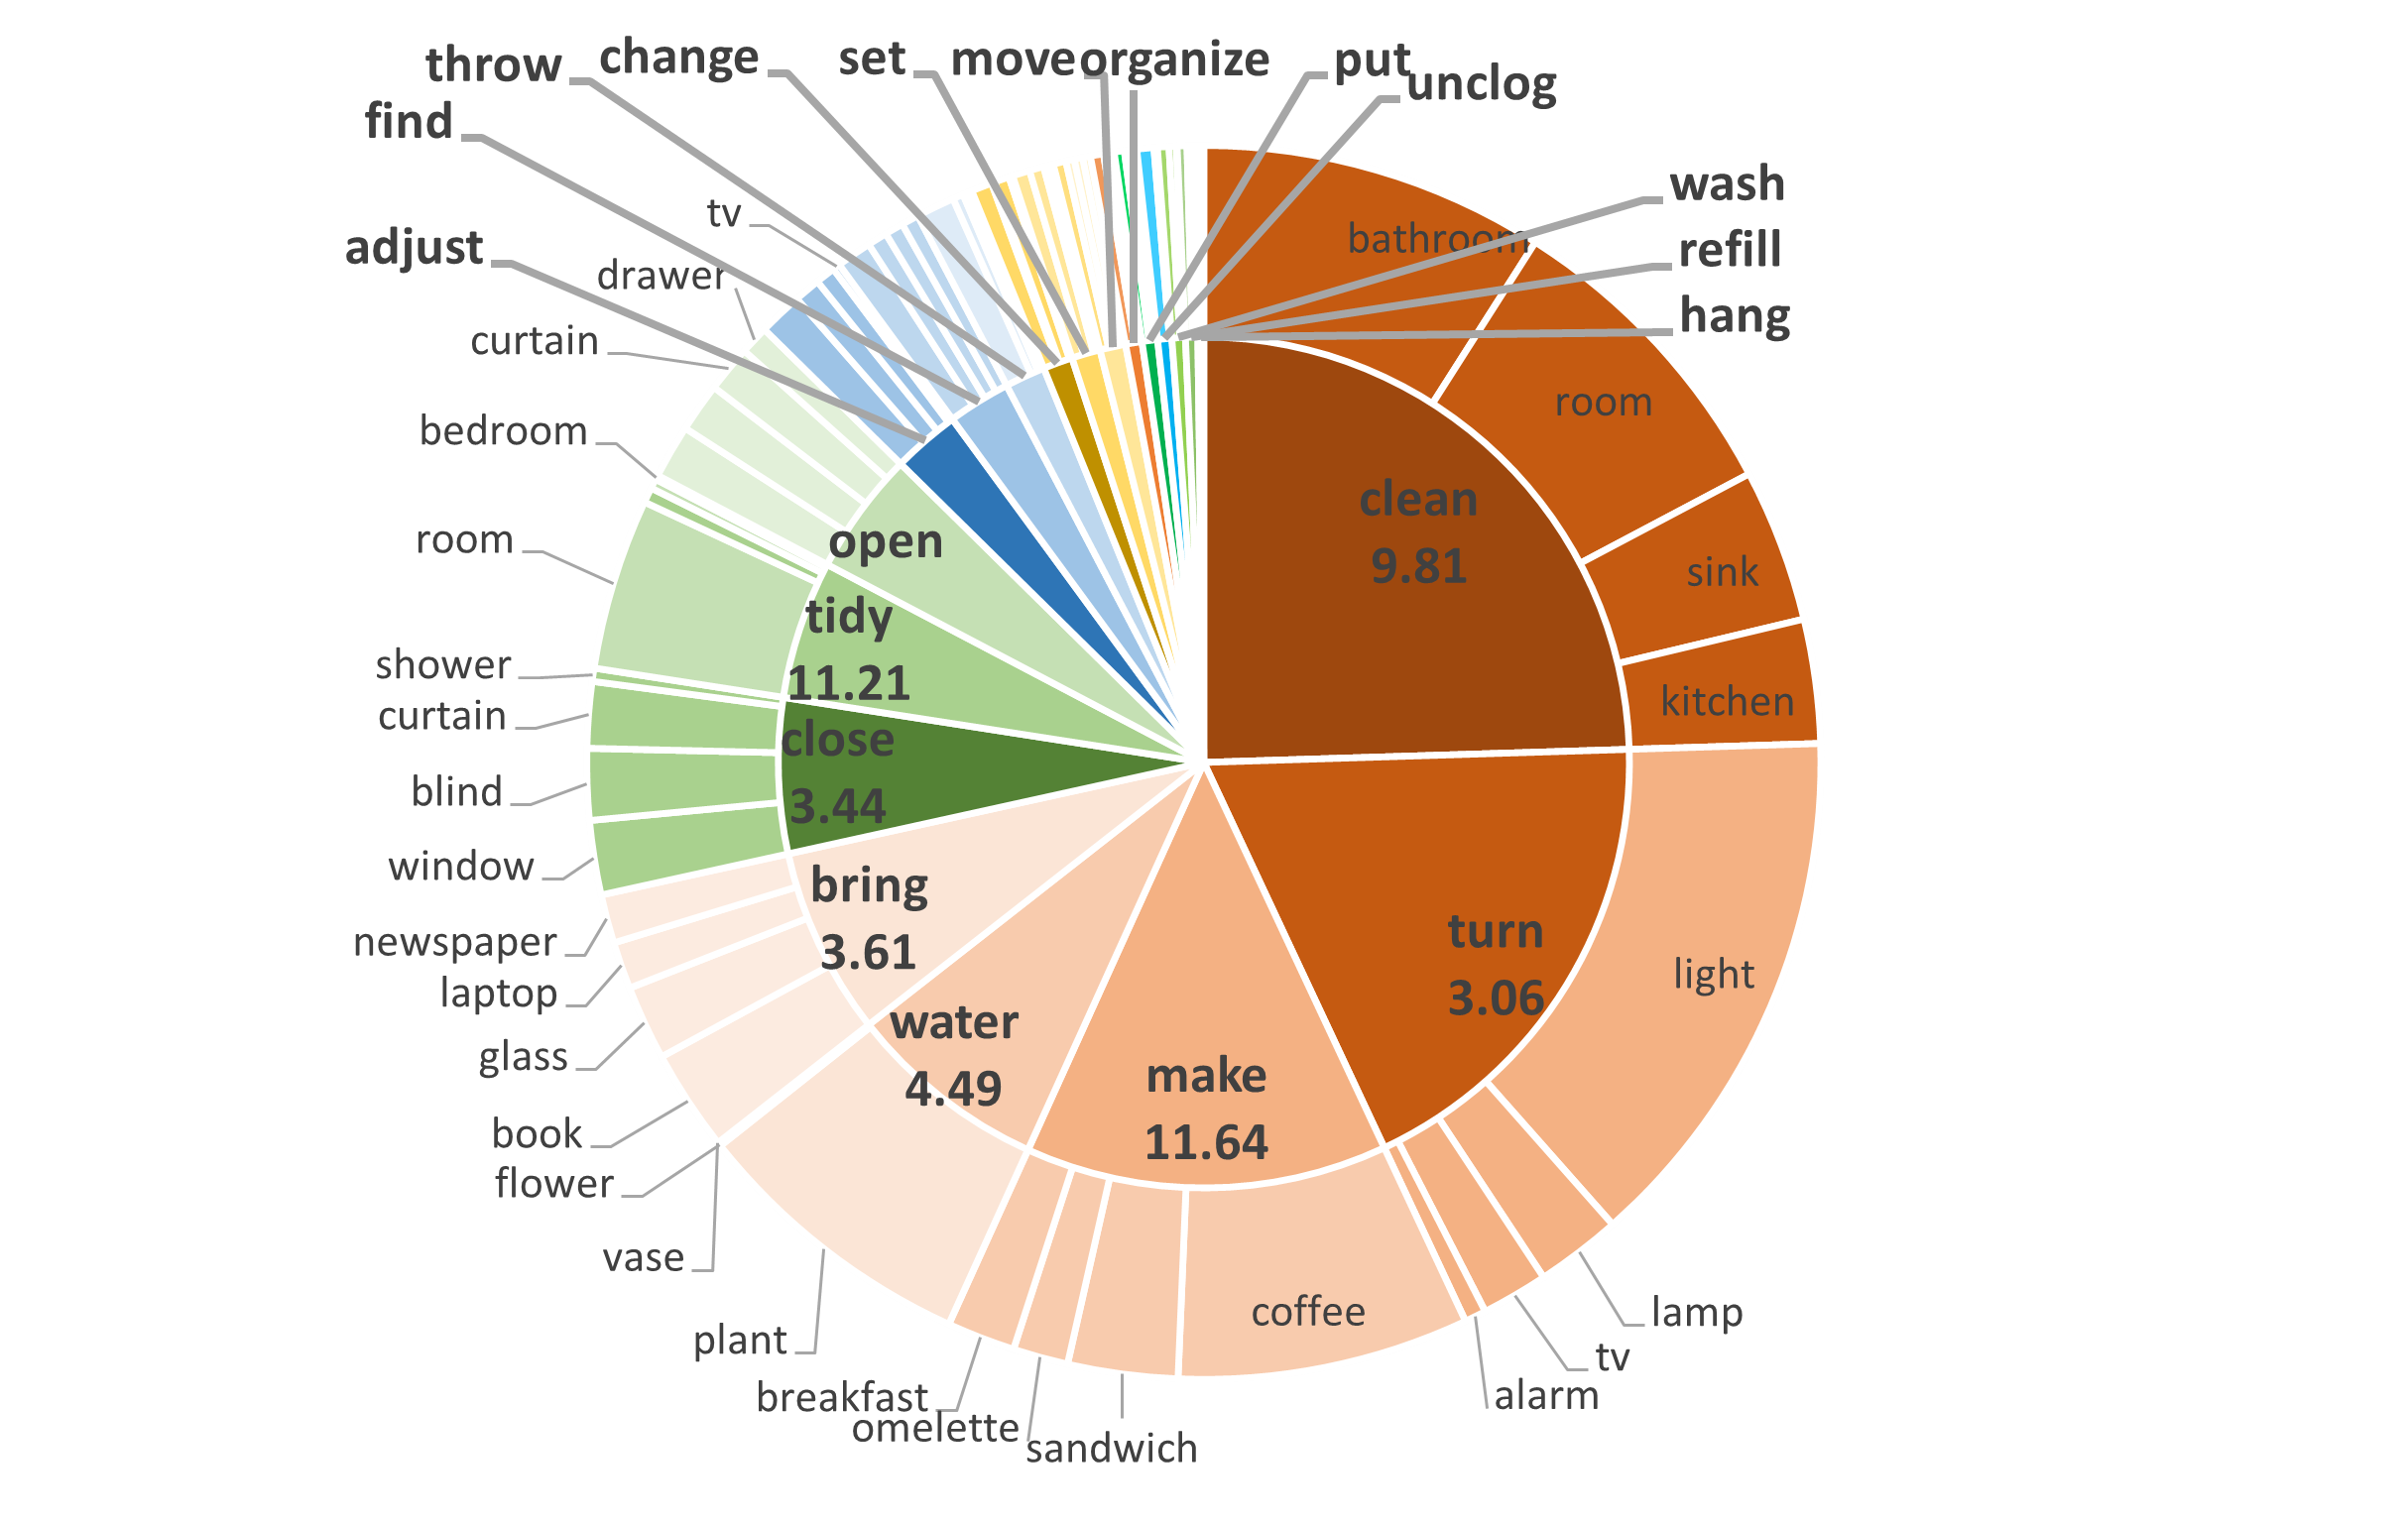 throw
change
set
move
organize
put
unclog
find
wash
tv
adjust
drawer
refill
hang
curtain
bedroom
room
shower
curtain
blind
window
newspaper
laptop
glass
book
flower
vase
plant
breakfast
omelette
sandwich
coffee
alarm
tv
lamp
light
bathroom
room
sink
kitchen
clean
9.81
turn
3.06
make
11.64
water
4.49
bring
3.61
close
3.44
tidy
11.21
open